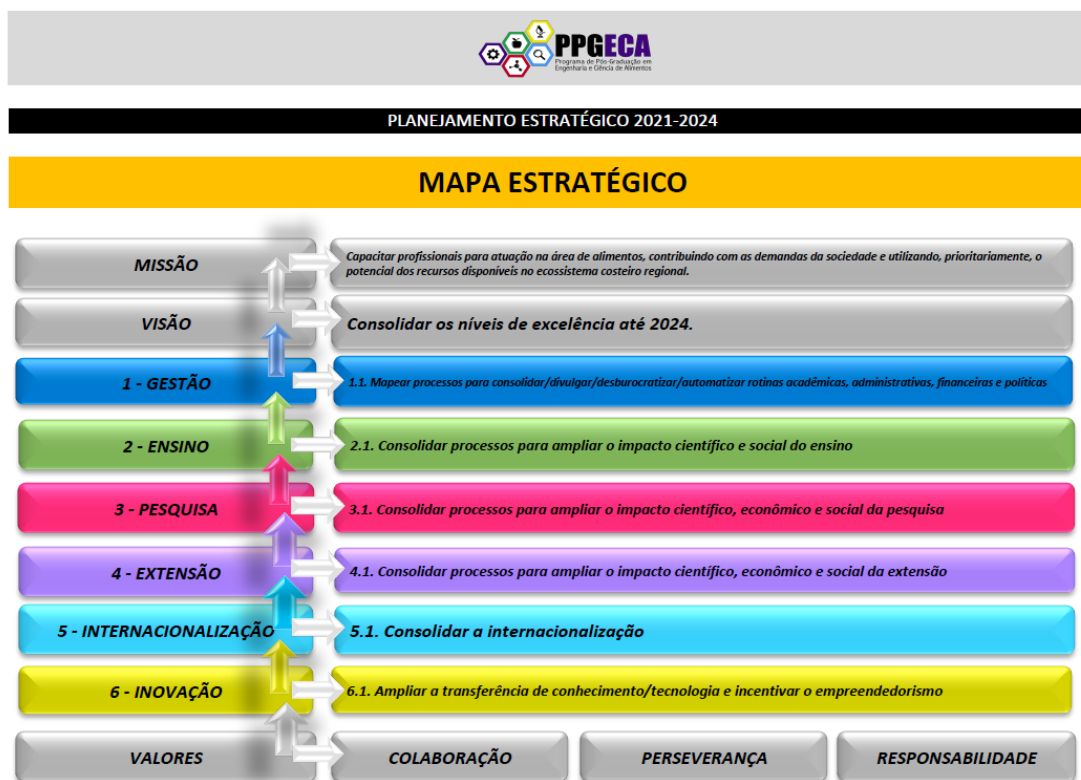 PPGECA
Programa de Pós-Graduação em
Engenharia e Ciência de Alimentos
PLANEJAMENTO ESTRATÉGICO 2021-2024
MAPA ESTRATÉGICO
MISSÃO
Capacitar profissionais para atuação na área de alimentos, contribuindo com as demandas da sociedade e utilizando, prioritariamente, o
potencial dos recursos disponíveis no ecossistema costeiro regional.
VISÃO
Consolidar os níveis de excelência até 2024.
1 - GESTÃO
1.1. Mapear processos para consolidar/divulgar/desburocratizar/automatizar rotinas acadêmicas, administrativas, financeiras e políticas
2 - ENSINO
2.1. Consolidar processos para ampliar o impacto científico e social do ensino
3 - PESQUISA
3.1. Consolidar processos para ampliar o impacto científico, econômico e social da pesquisa
4 - EXTENSÃO
4.1. Consolidar processos para ampliar o impacto científico, econômico e social da extensão
5 - INTERNACIONALIZAÇÃO
5.1. Consolidar a internacionalização
6 - INOVAÇÃO
6.1. Ampliar a transferência de conhecimento/tecnologia e incentivar o empreendedorismo
VALORES
COLABORAÇÃO
PERSEVERANÇA
RESPONSABILIDADE